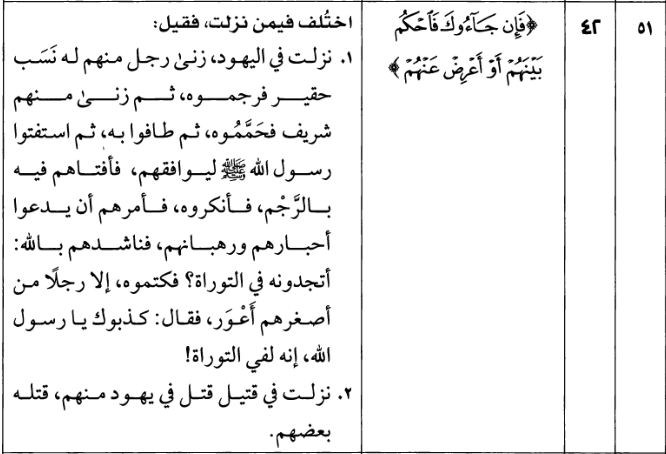 ٥١
٤٢
﴿فَإِن جَآءُوكَ فَٱحۡكُم
بَيۡنَهُمۡ أَوۡ أَعۡرِضۡ عَنۡهُمۡ﴾
اختُلف فيمن نزلت، فقيل:
١. نزلت في اليهود، زنىٰ رجل منهم له نَسَب
حقير فرجموه، ثم زنىٰ منهم
شريف فحَمَّمُوه، ثم طافوا به، ثم استفتوا
رسول الله ﷺ ليوافقهم، فأفتاهم فيه
بالرَّجْم، فأنكروه، فأمرهم أن يدعوا
أحبارهم ورهبانهم، فناشدهم بالله:
أتجدونه في التوراة؟ فكتموه، إلا رجلًا من
أصغرهم أَعْوَر، فقال: كذبوك يا رسول
الله، إنه لفي التوراة!
٢. نزلت في قتيل قتل في يهود منهم، قتله
بعضهم.